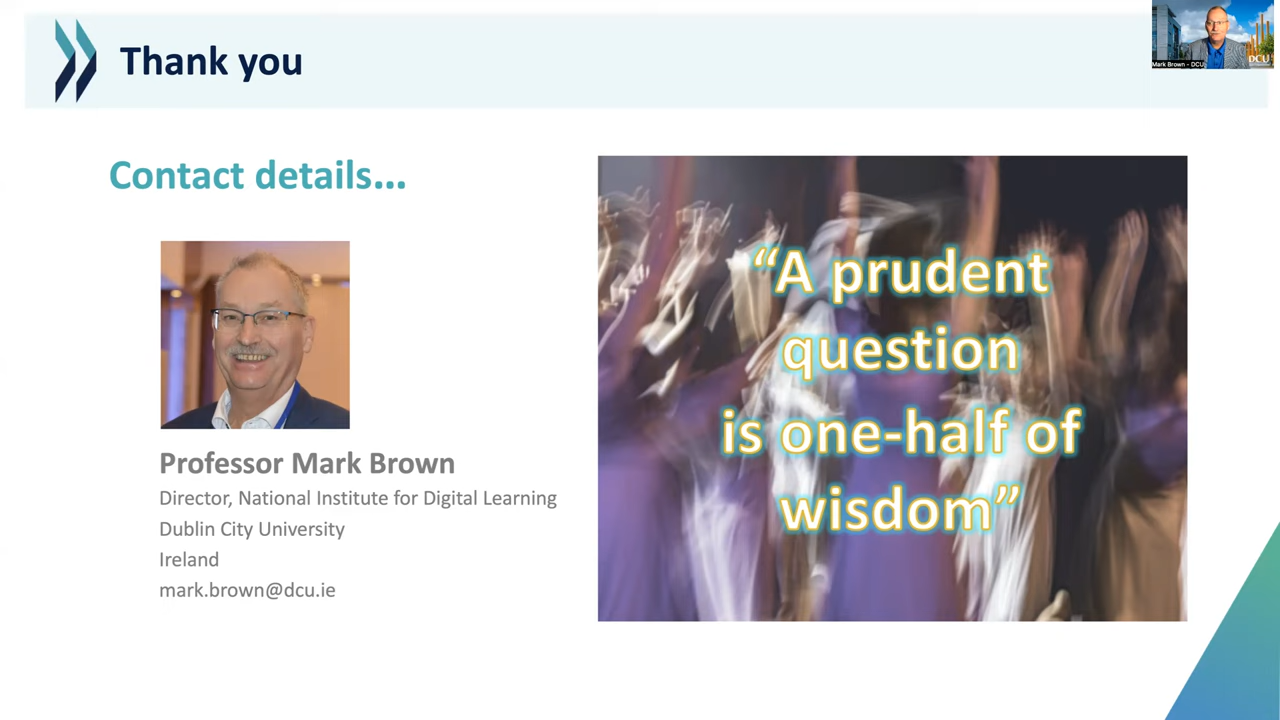 Thank you
Mark Brown - DCU
DCU
Contact details...
Professor Mark Brown
Director, National Institute for Digital Learning
Dublin City University
Ireland
mark.brown@dcu.ie
“A prudent
question
is one-half of
wisdom”